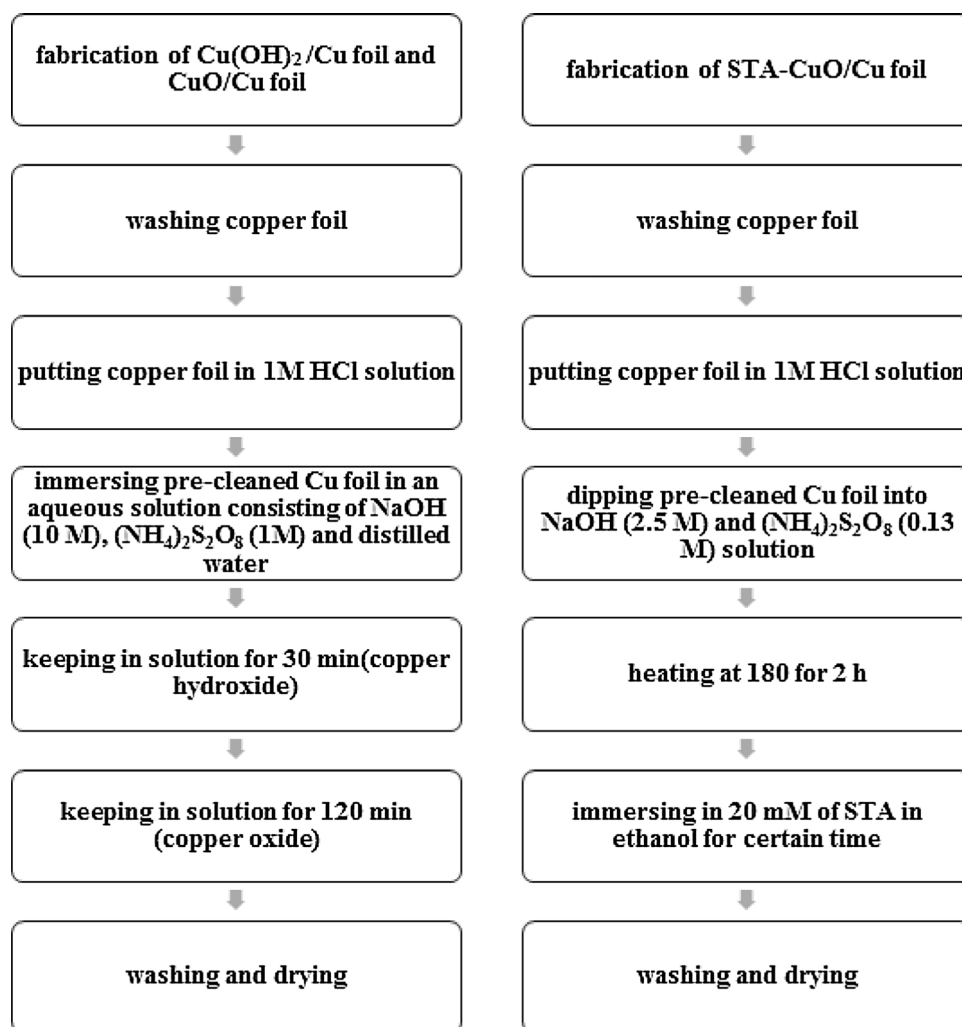 fabrication of Cu(OH)₂ /Cu foil and
CuO/Cu foil
washing copper foil
putting copper foil in 1M HCl solution
immersing pre-cleaned Cu foil in an
aqueous solution consisting of NaOH
(10 M), (NH₄)₂S₂O₈ (1M) and distilled
water
keeping in solution for 30 min(copper
hydroxide)
keeping in solution for 120 min
(copper oxide)
washing and drying
fabrication of STA-CuO/Cu foil
washing copper foil
putting copper foil in 1M HCl solution
dipping pre-cleaned Cu foil into
NaOH (2.5 M) and (NH₄)₂S₂O₈ (0.13
M) solution
heating at 180 for 2 h
immersing in 20 mM of STA in
ethanol for certain time
washing and drying